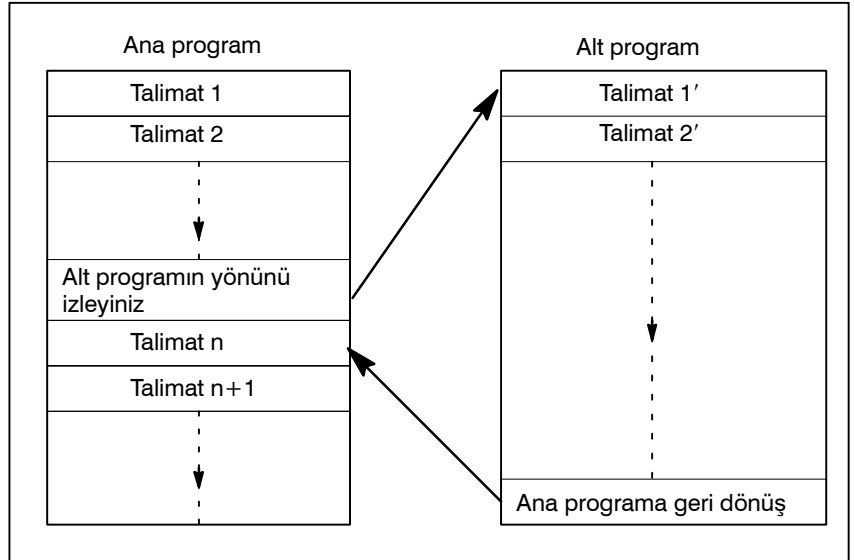 Ana program
Talimat 1
Talimat 2
Alt programın yönünü
izleyiniz
Talimat n
Talimat n+1
Alt program
Talimat 1′
Talimat 2′
Ana programa geri dönüş